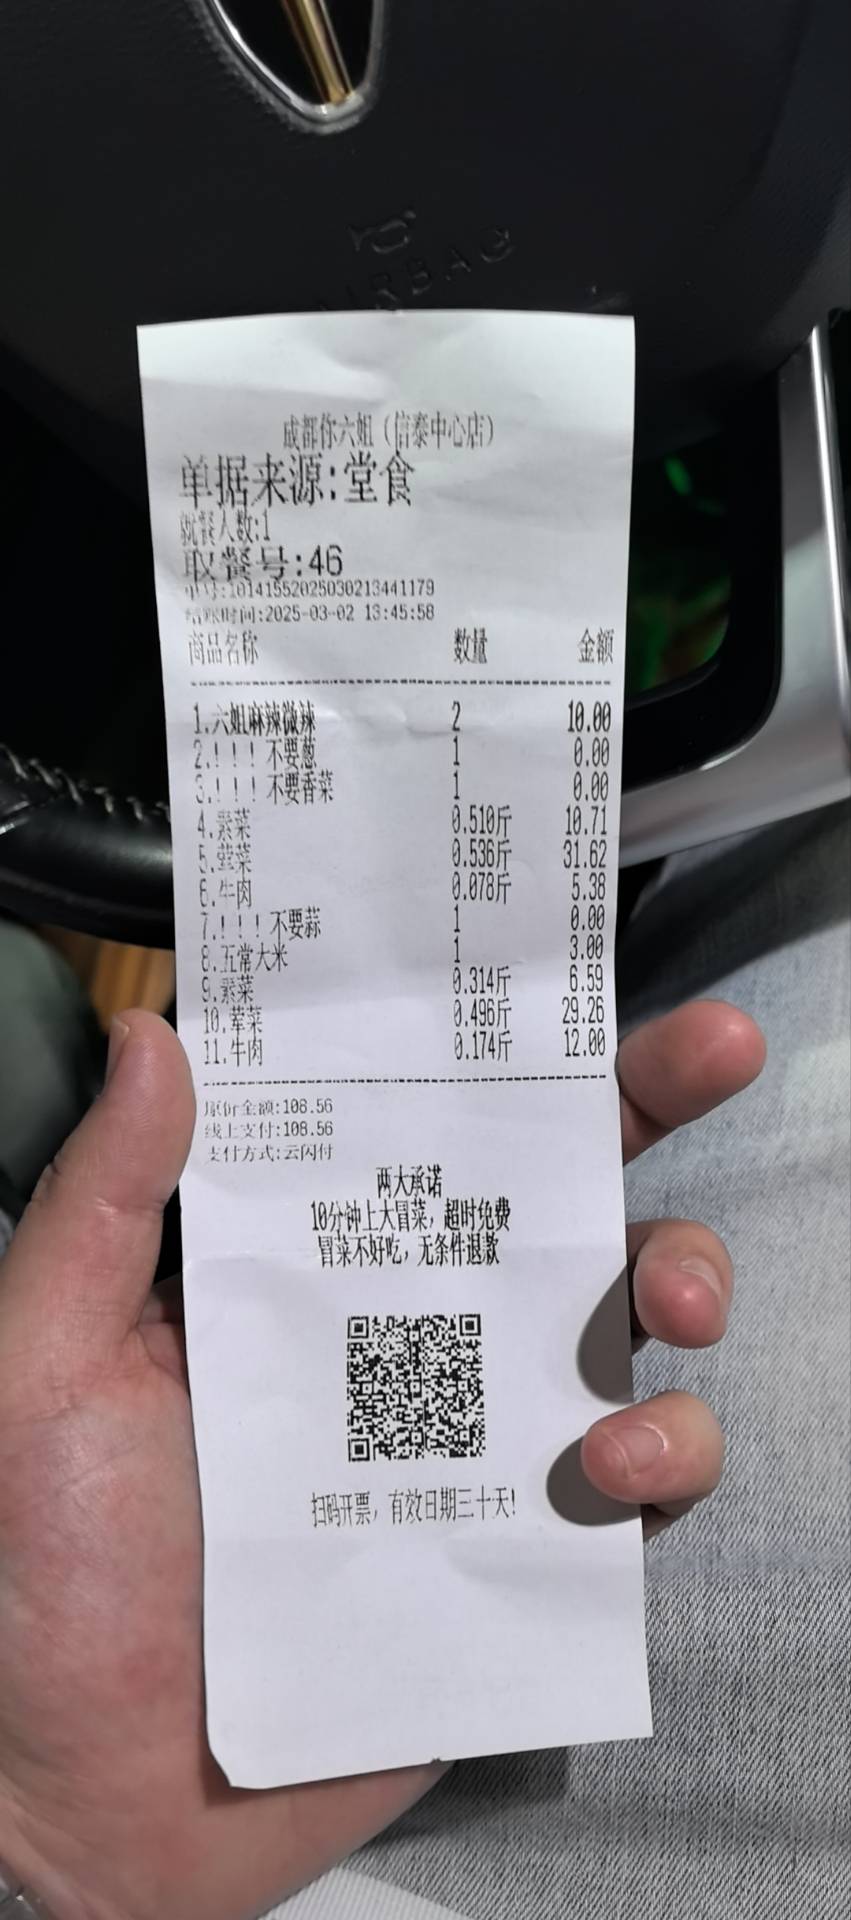 AIRBAG
成都你六姐（信泰中心店）
单据来源:堂食
就餐人数:1
取餐号:46
单号:10141552025030213441179
结账时间:2025-03-02 13:45:58
商品名称 数量 金额
1.六姐麻辣微辣 2 10.00
2.!!!不要葱 1 0.00
3.!!!不要香菜 1 0.00
4.素菜 0.510斤 10.71
5.荤菜 0.536斤 31.62
6.牛肉 0.078斤 5.38
7.!!!不要蒜 1 0.00
8.五常大米 1 3.00
9.素菜 0.314斤 6.59
10.荤菜 0.496斤 29.26
11.牛肉 0.174斤 12.00
原价金额:108.56
线上支付:108.56
支付方式:云闪付
两大承诺
10分钟上大冒菜，超时免费
冒菜不好吃，无条件退款
扫码开票，有效日期三十天!